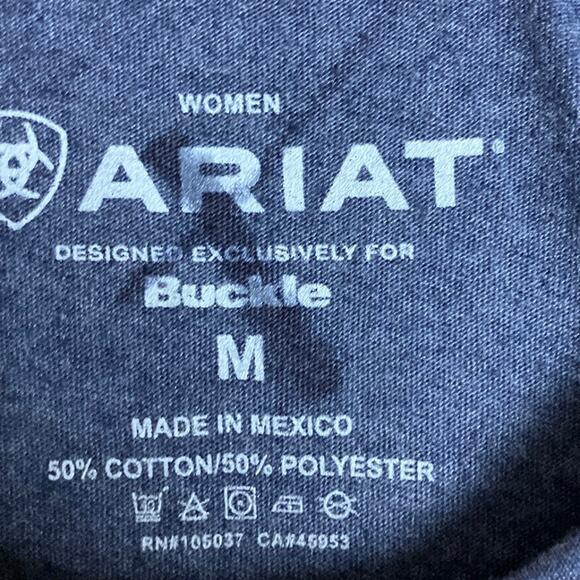 WOMEN
ARIAT
DESIGNED EXCLUSIVELY FOR
Buckle
M
MADE IN MEXICO
50% COTTON/50% POLYESTER
RN#105037 CA#45953